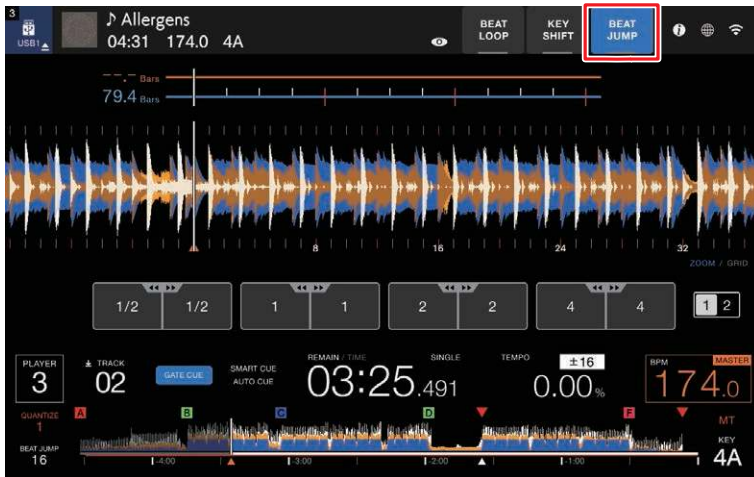 3
USB1
♪ Allergens
04:31 174.0 4A
BEAT LOOP
KEY SHIFT
BEAT JUMP
--.- Bars
79.4 Bars
8 16 24 32
ZOOM / GRID
1/2 1/2
1 1
2 2
4 4
1 2
PLAYER
3
TRACK
02
GATE CUE
SMART CUE
AUTO CUE
REMAIN / TIME
SINGLE
03:25.491
TEMPO
±16
0.00%
BPM
MASTER
174.0
QUANTIZE
1
A B C D F
MT
BEAT JUMP
16
-4:00 -3:00 -2:00 -1:00
KEY
4A